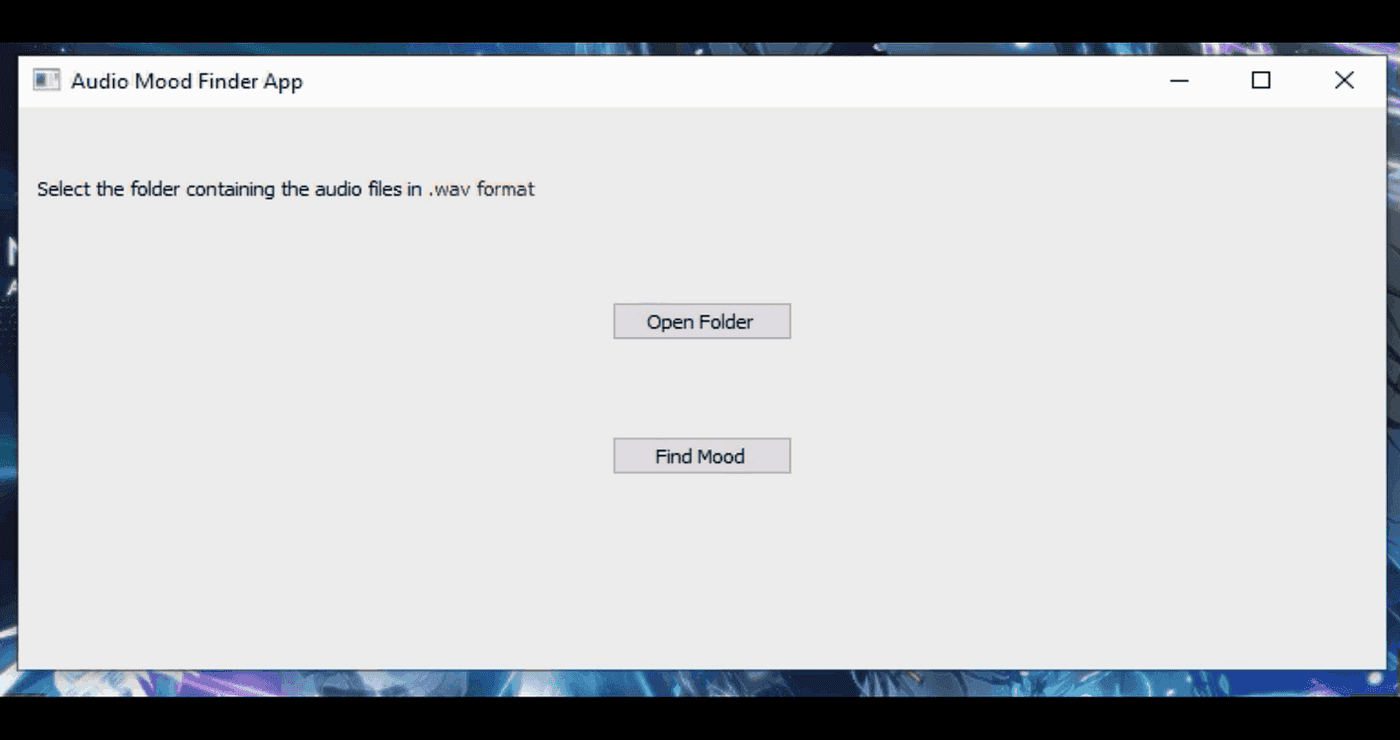 Audio Mood Finder App
Select the folder containing the audio files in .wav format
Open Folder
Find Mood